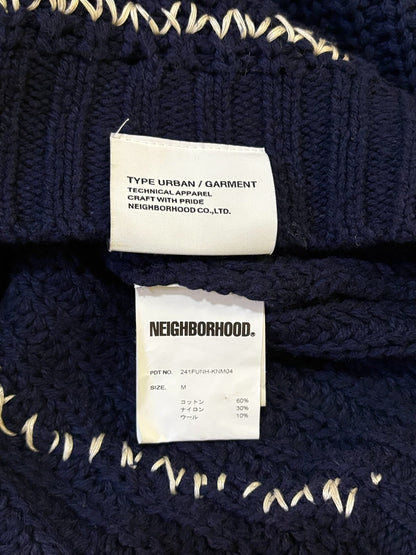 TYPE URBAN / GARMENT
TECHNICAL APPAREL
CRAFT WITH PRIDE
NEIGHBORHOOD CO.,LTD.
NEIGHBORHOOD®
PDT NO. 241FUNH-KNM04
SIZE. M
コットン 60%
ナイロン 30%
ウール 10%